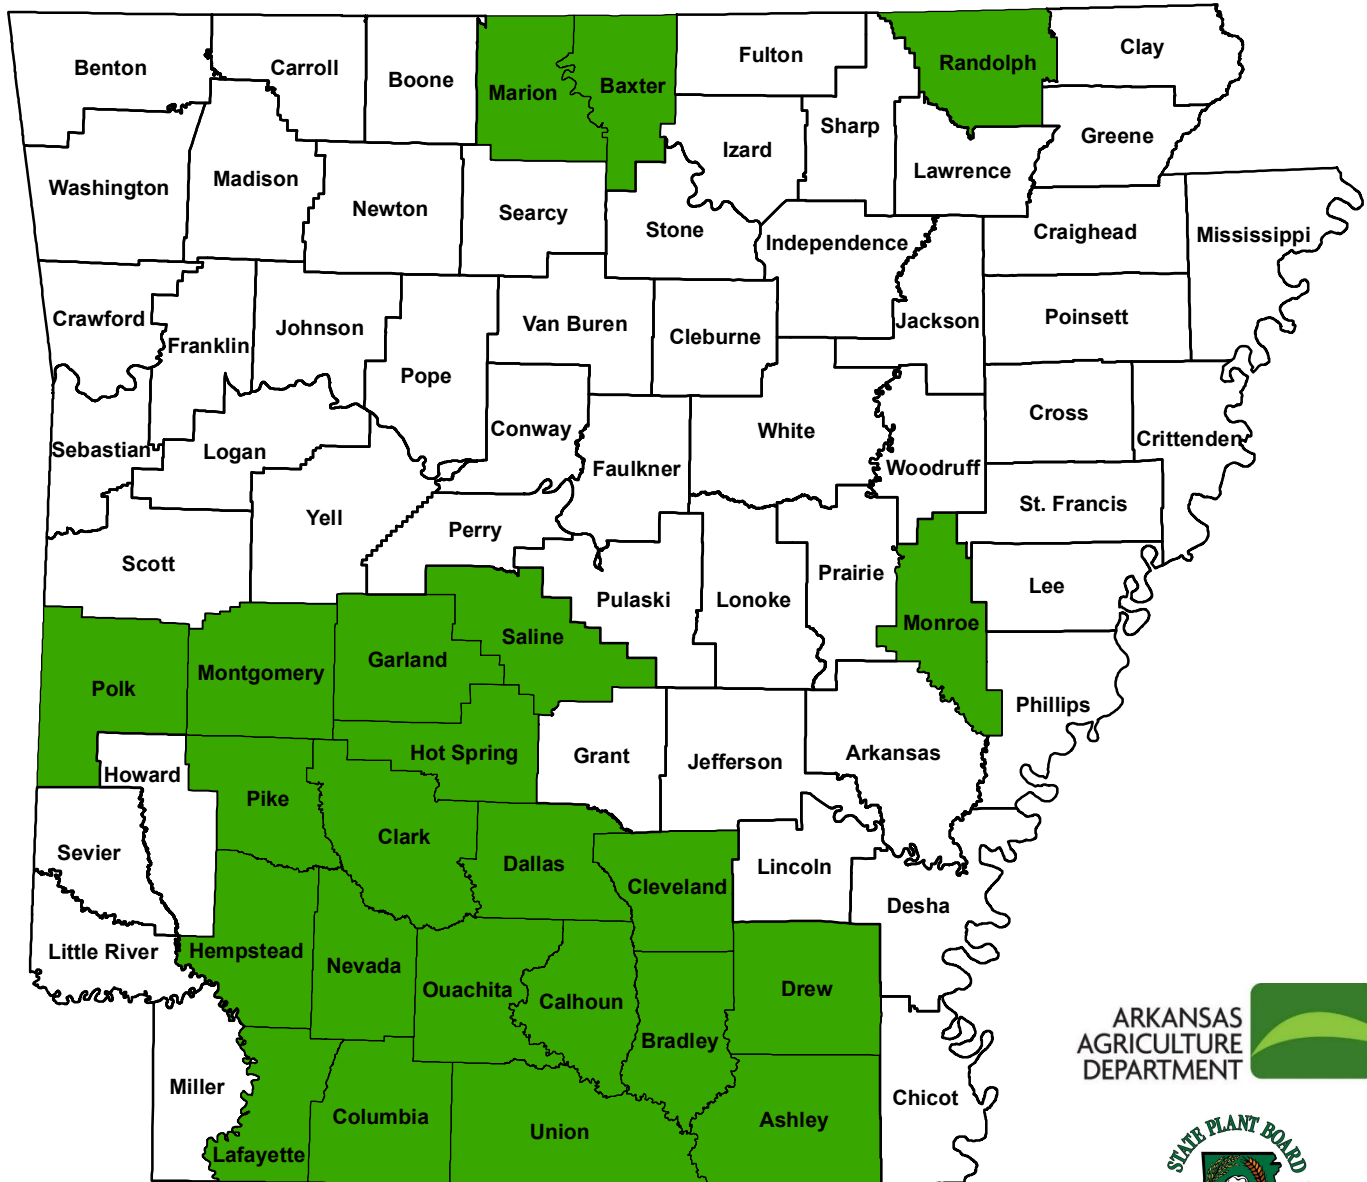 Benton
Carroll
Boone
Marion
Baxter
Fulton
Randolph
Clay
Washington
Madison
Newton
Searcy
Stone
Izard
Sharp
Lawrence
Greene
Independence
Craighead
Mississippi
Crawford
Franklin
Johnson
Pope
Van Buren
Cleburne
Jackson
Poinsett
Sebastian
Logan
Conway
Faulkner
White
Woodruff
Cross
Crittenden
Scott
Yell
Perry
Pulaski
Lonoke
Prairie
St. Francis
Lee
Monroe
Phillips
Polk
Montgomery
Garland
Saline
Howard
Pike
Hot Spring
Grant
Jefferson
Arkansas
Sevier
Clark
Dallas
Cleveland
Lincoln
Desha
Little River
Hempstead
Nevada
Ouachita
Calhoun
Bradley
Drew
Miller
Lafayette
Columbia
Union
Ashley
Chicot
ARKANSAS
AGRICULTURE
DEPARTMENT
STATE PLANT BOARD